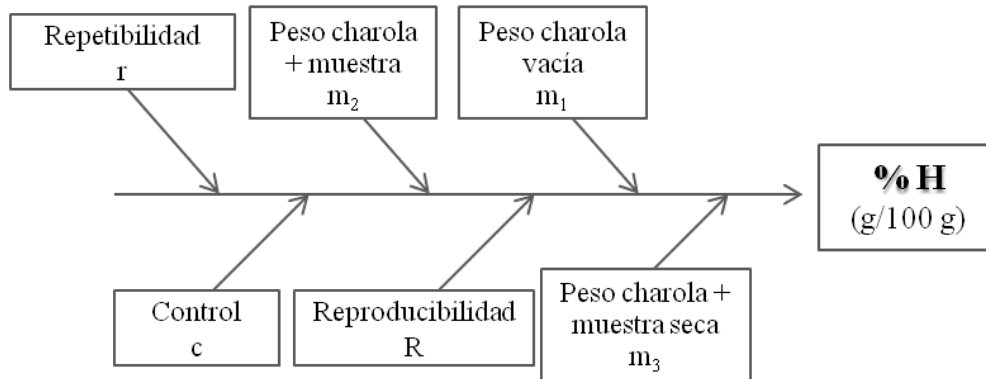 Repetibilidad
r
Peso charola
+ muestra
m₂
Peso charola
vacía
m₁
% H
(g/100 g)
Control
c
Reproducibilidad
R
Peso charola +
muestra seca
m₃